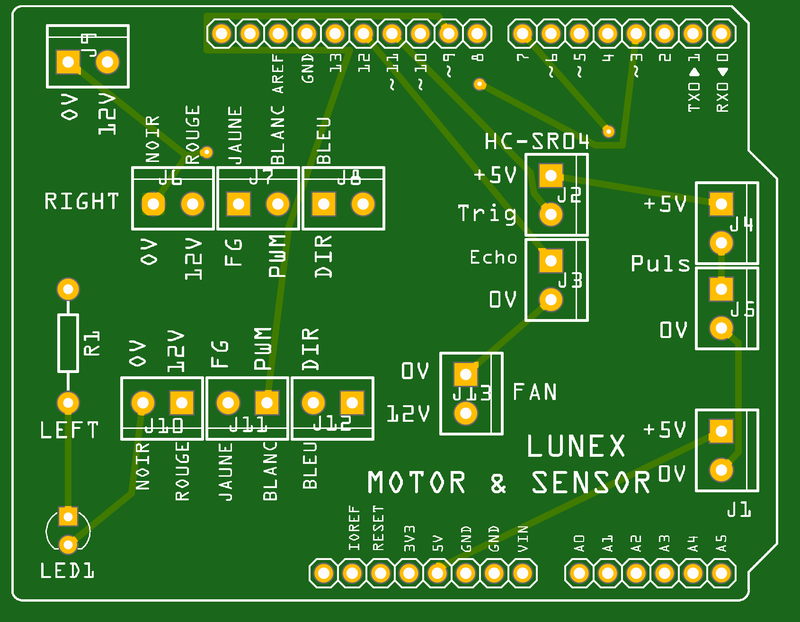 J9
0V
12V
AREF
GND
13
12
~11
~10
~9
8
7
~6
~5
4
~3
2
TX0▶1
RX0◀0
NOIR
ROUGE
JAUNE
BLANC
BLEU
HC-SR04
RIGHT
J6
J7
J8
+5V
J2
Trig
+5V
J4
0V
12V
FG
PWM
DIR
Echo
J3
0V
Puls
J5
0V
R1
0V
12V
FG
PWM
DIR
0V
J13
12V
FAN
LEFT
J10
J11
J12
+5V
0V
J1
LUNEX
MOTOR & SENSOR
NOIR
ROUGE
JAUNE
BLANC
BLEU
LED1
IOREF
RESET
3V3
5V
GND
GND
VIN
A0
A1
A2
A3
A4
A5